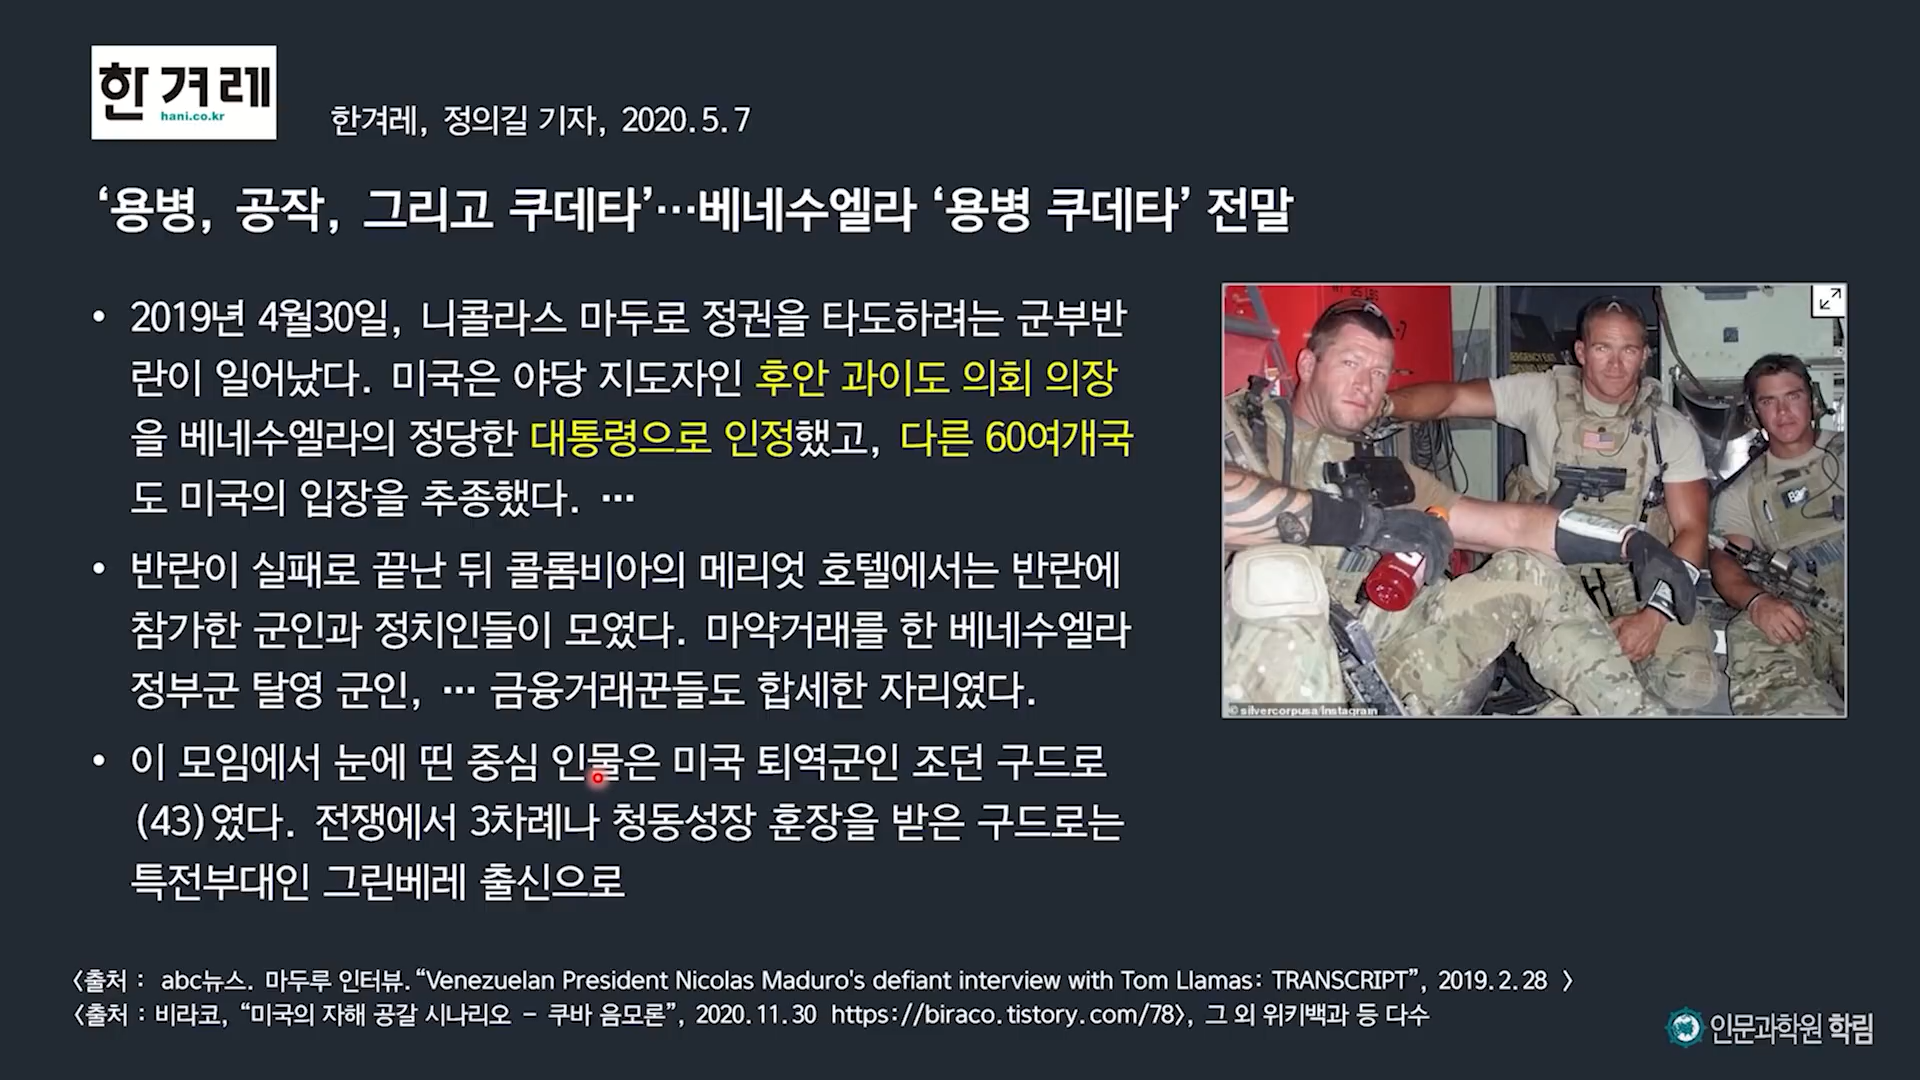 한겨레
hani.co.kr
한겨레, 정의길 기자, 2020.5.7
‘용병, 공작, 그리고 쿠데타’…베네수엘라 ‘용병 쿠데타’ 전말
• 2019년 4월30일, 니콜라스 마두로 정권을 타도하려는 군부반
란이 일어났다. 미국은 야당 지도자인 후안 과이도 의회 의장
을 베네수엘라의 정당한 대통령으로 인정했고, 다른 60여개국
도 미국의 입장을 추종했다. …
• 반란이 실패로 끝난 뒤 콜롬비아의 메리엇 호텔에서는 반란에
참가한 군인과 정치인들이 모였다. 마약거래를 한 베네수엘라
정부군 탈영 군인, … 금융거래꾼들도 합세한 자리였다.
• 이 모임에서 눈에 띤 중심 인물은 미국 퇴역군인 조던 구드로
(43)였다. 전쟁에서 3차례나 청동성장 훈장을 받은 구드로는
특전부대인 그린베레 출신으로
EMERGENCY EXIT
© silvercorpusa/Instagram
<출처 : abc뉴스. 마두루 인터뷰. “Venezuelan President Nicolas Maduro's defiant interview with Tom Llamas: TRANSCRIPT”, 2019.2.28 >
<출처 : 비라코, “미국의 자해 공갈 시나리오 - 쿠바 음모론”, 2020.11.30 https://biraco.tistory.com/78>, 그 외 위키백과 등 다수
인문과학원 학림